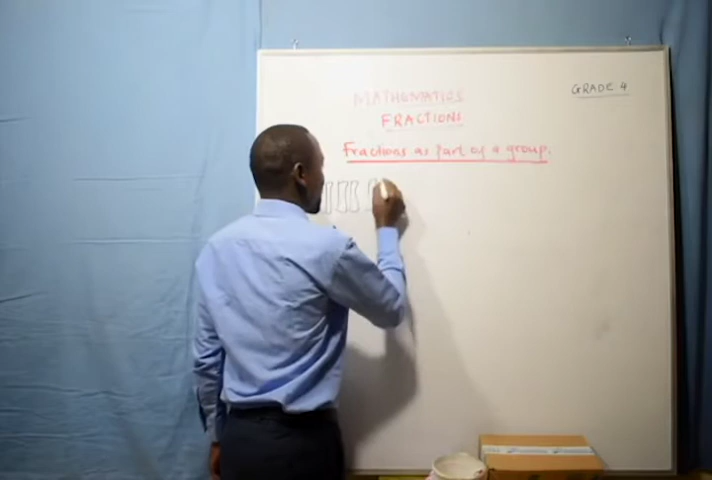 MATHEMATICS
GRADE 4
FRACTIONS
Fractions as part of a group.